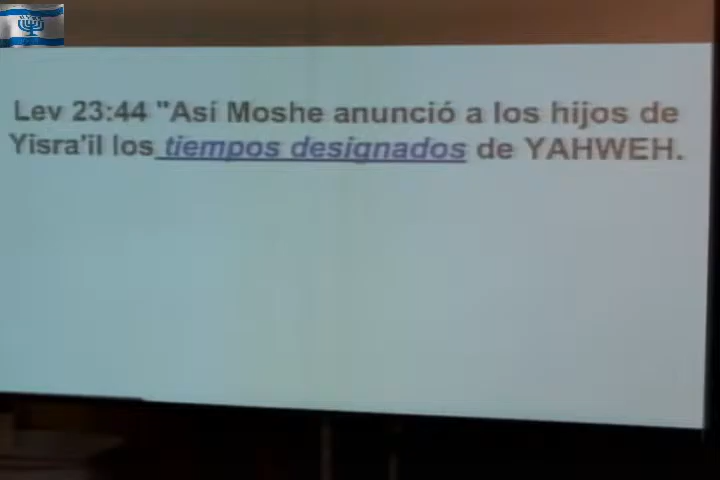 Lev 23:44 "Así Moshe anunció a los hijos de
Yisra'il los tiempos designados de YAHWEH.